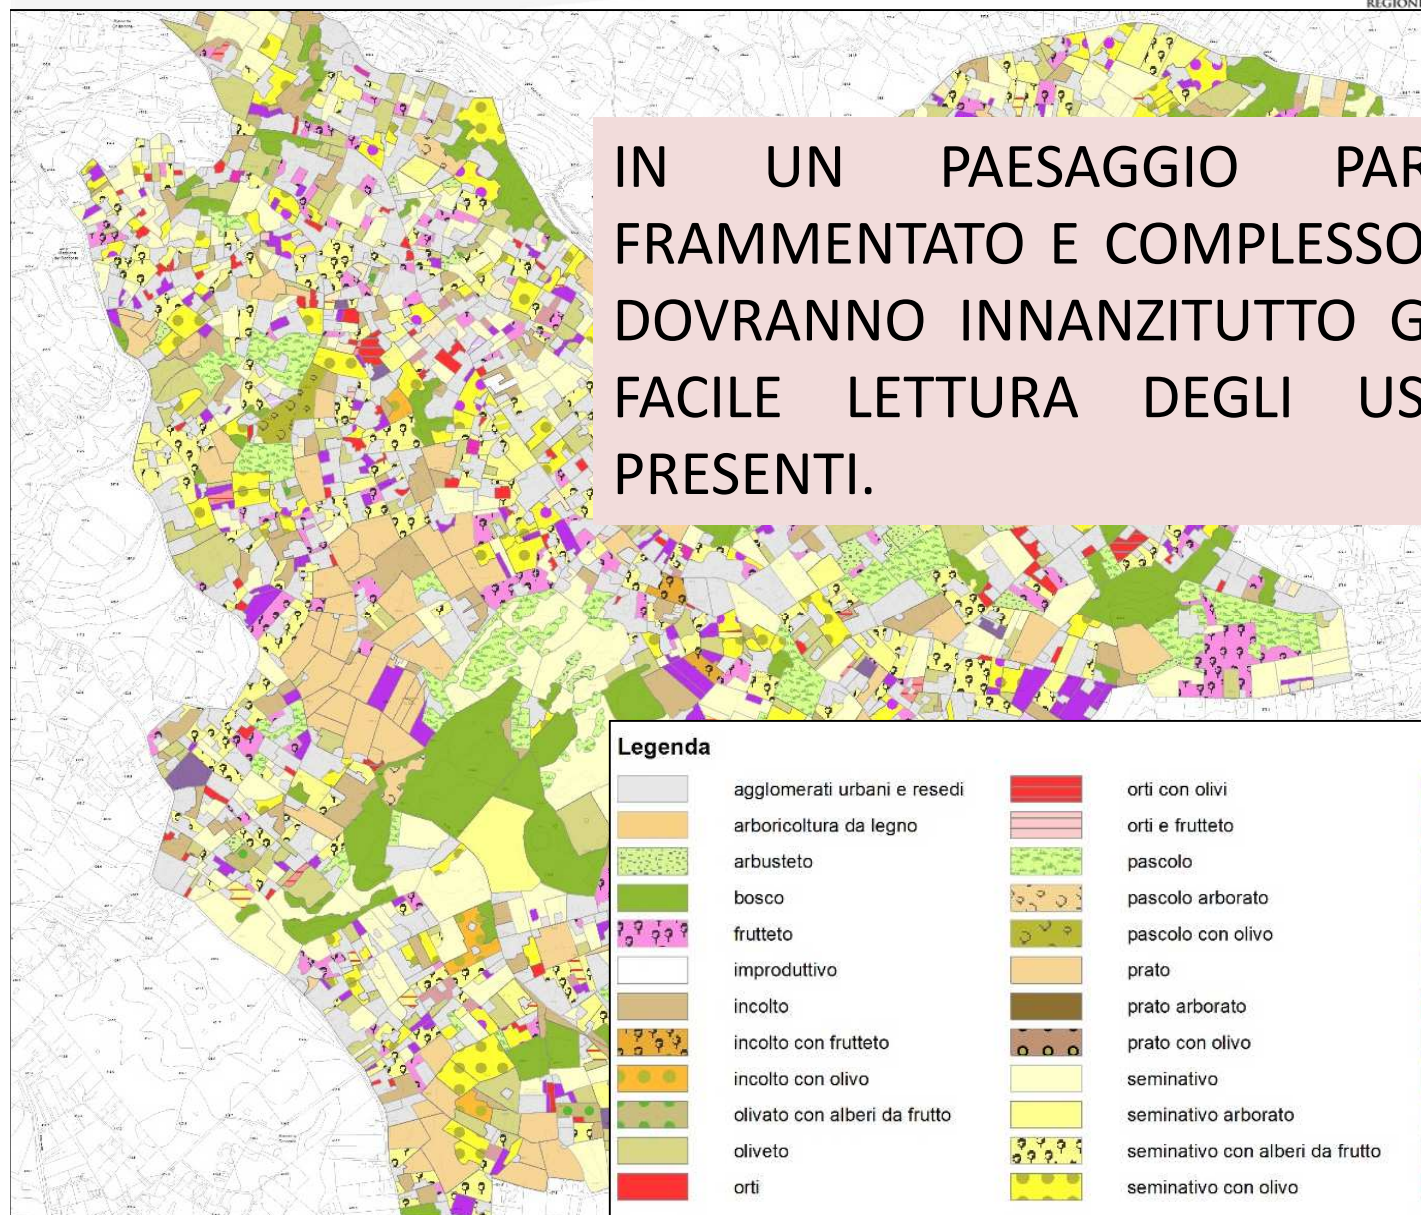 REGIONE
IN UN PAESAGGIO PAR
FRAMMENTATO E COMPLESSO
DOVRANNO INNANZITUTTO G
FACILE LETTURA DEGLI US
PRESENTI.
Legenda
agglomerati urbani e resedi
arboricoltura da legno
arbusteto
bosco
frutteto
improduttivo
incolto
incolto con frutteto
incolto con olivo
olivato con alberi da frutto
oliveto
orti
orti con olivi
orti e frutteto
pascolo
pascolo arborato
pascolo con olivo
prato
prato arborato
prato con olivo
seminativo
seminativo arborato
seminativo con alberi da frutto
seminativo con olivo